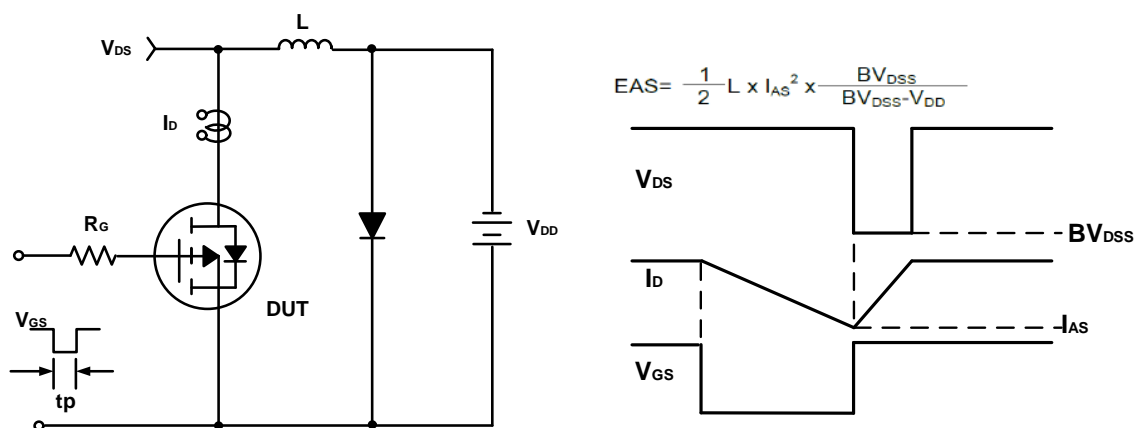 L
VDS
ID
RG
VDD
DUT
VGS
tp
EAS= 1/2 L x IAS² x BVDSS/BVDSS-VDD
VDS
BVDSS
ID
IAS
VGS